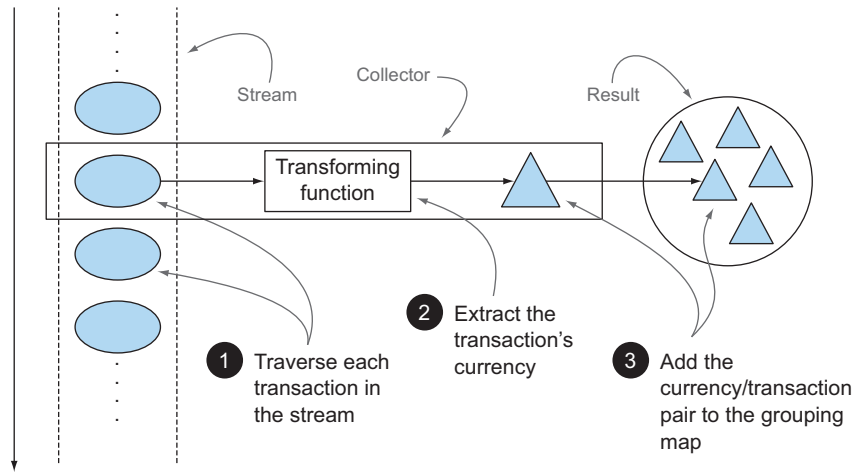 Stream
Collector
Result
Transforming
function
1
Traverse each
transaction in
the stream
2
Extract the
transaction’s
currency
3
Add the
currency/transaction
pair to the grouping
map